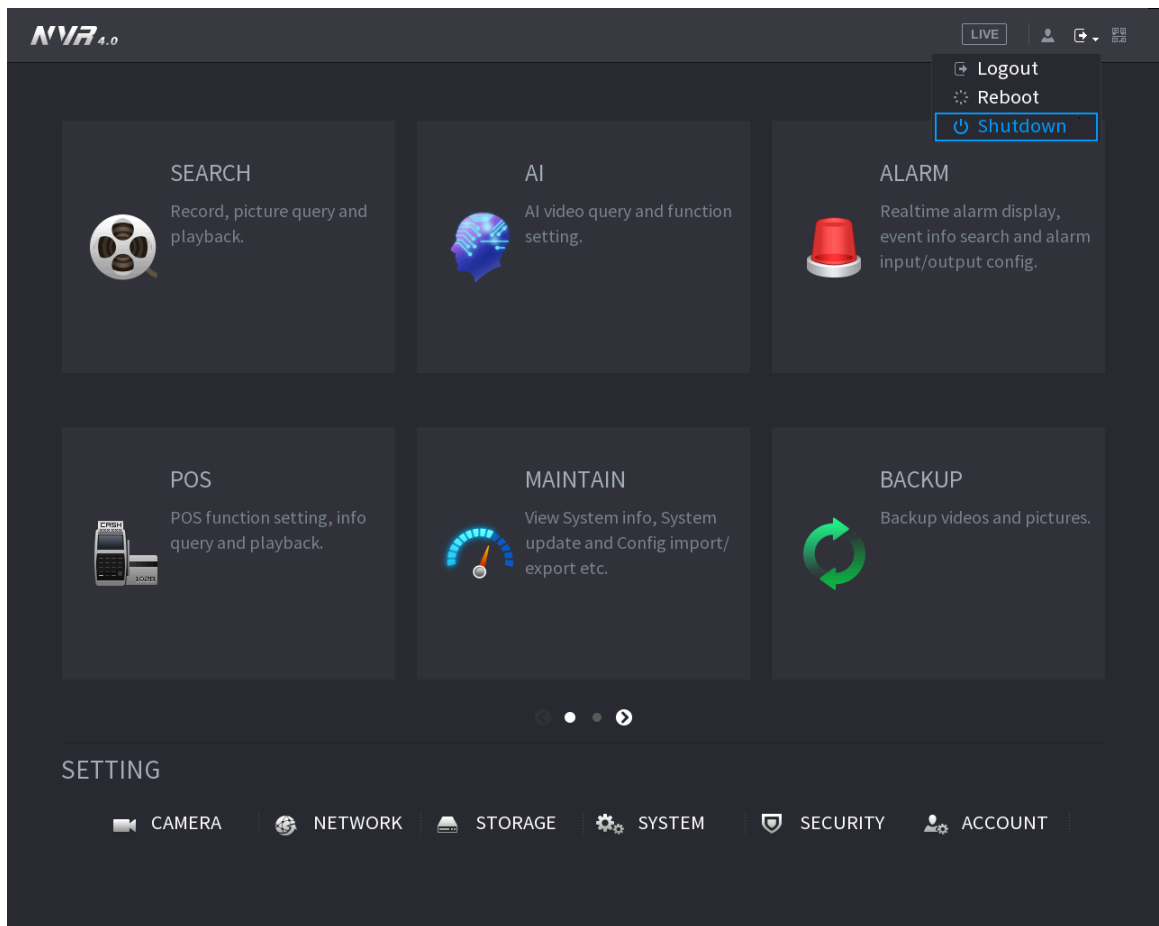 NVR 4.0
LIVE
Logout
Reboot
Shutdown
SEARCH
Record, picture query and
playback.
AI
AI video query and function
setting.
ALARM
Realtime alarm display,
event info search and alarm
input/output config.
POS
POS function setting, info
query and playback.
CASH
MAINTAIN
View System info, System
update and Config import/
export etc.
BACKUP
Backup videos and pictures.
SETTING
CAMERA
NETWORK
STORAGE
SYSTEM
SECURITY
ACCOUNT